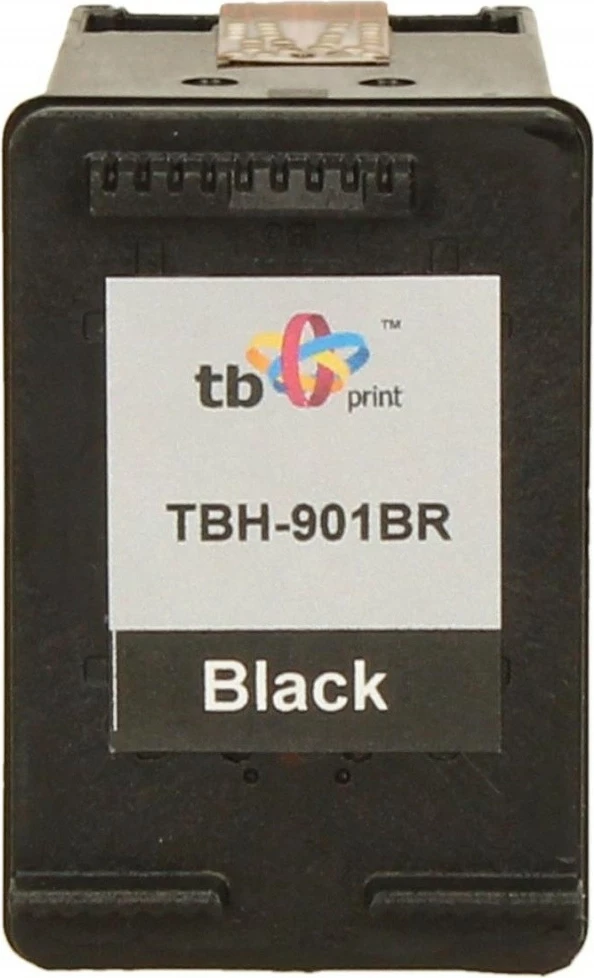 ™
tb print
TBH-901BR
Black